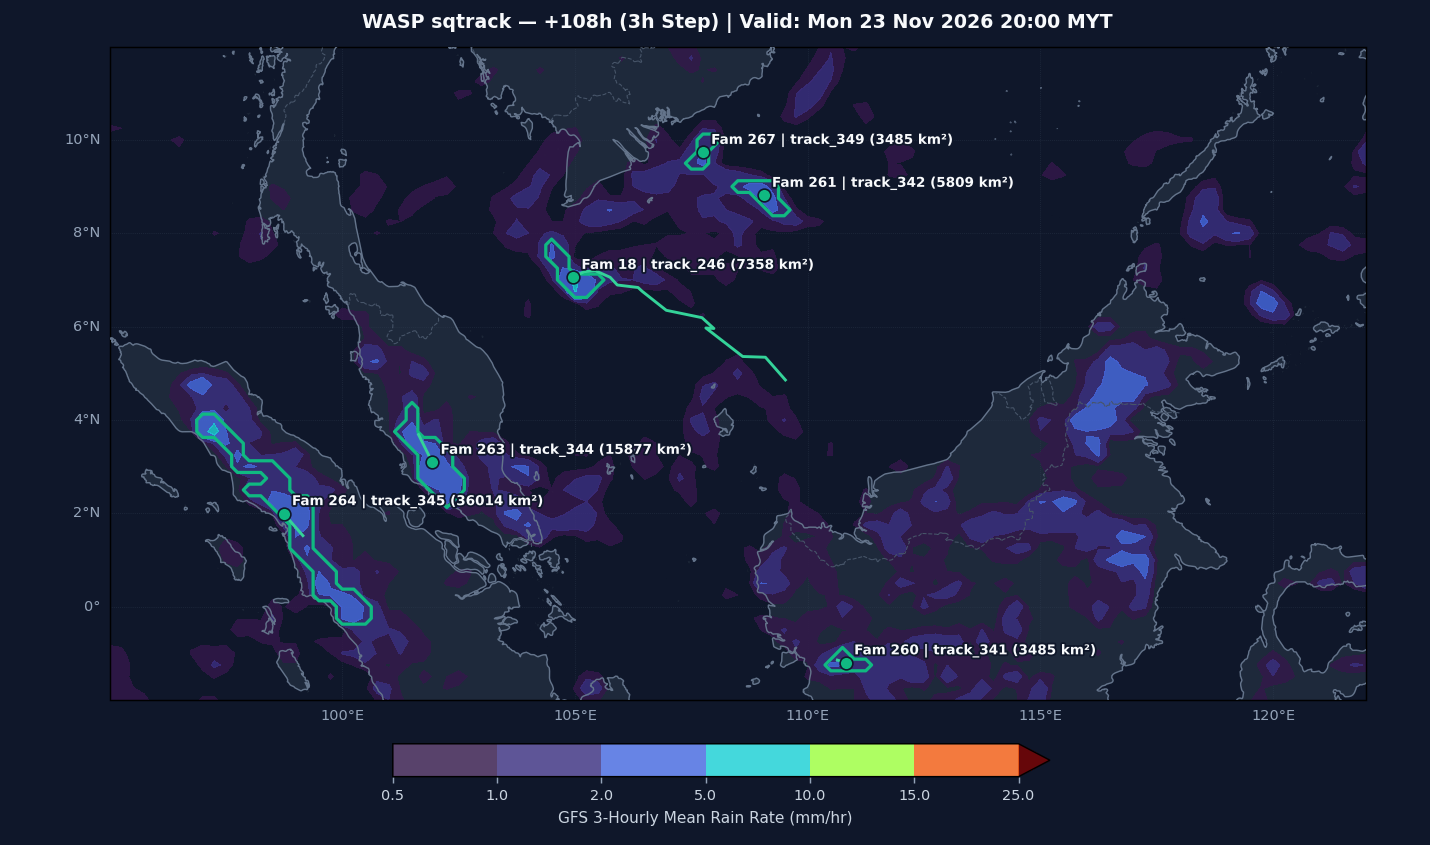 WASP sqtrack — +108h (3h Step) | Valid: Mon 23 Nov 2026 20:00 MYT
10°N
8°N
6°N
4°N
2°N
0°
Fam 267 | track_349 (3485 km²)
Fam 261 | track_342 (5809 km²)
Fam 18 | track_246 (7358 km²)
Fam 263 | track_344 (15877 km²)
Fam 264 | track_345 (36014 km²)
Fam 260 | track_341 (3485 km²)
100°E 105°E 110°E 115°E 120°E
0.5 1.0 2.0 5.0 10.0 15.0 25.0
GFS 3-Hourly Mean Rain Rate (mm/hr)